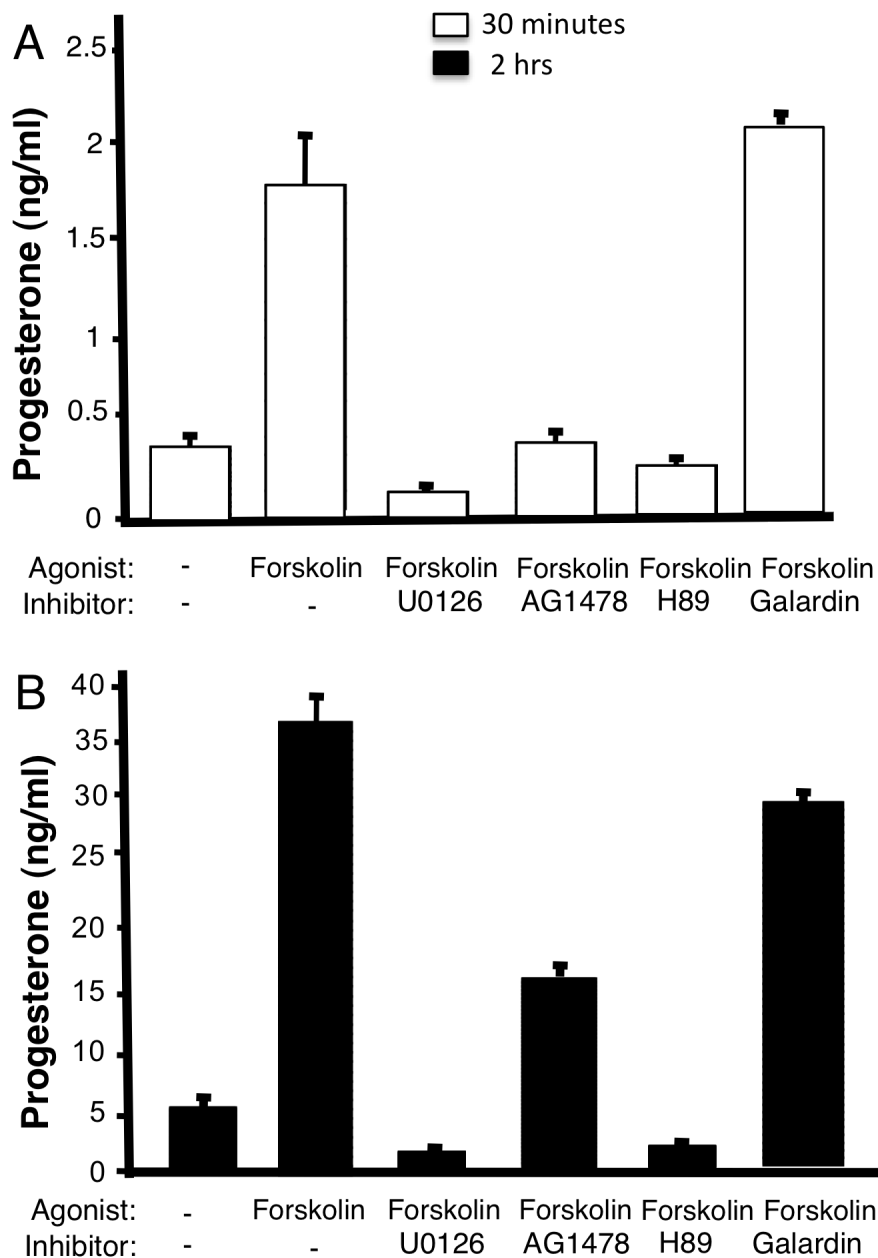 A
30 minutes
2 hrs
Progesterone (ng/ml)
2.5
2
1.5
1
0.5
0
Agonist: - Forskolin Forskolin Forskolin Forskolin Forskolin
Inhibitor: - - U0126 AG1478 H89 Galardin
B
Progesterone (ng/ml)
40
35
30
25
20
15
10
5
0
Agonist: - Forskolin Forskolin Forskolin Forskolin Forskolin
Inhibitor: - - U0126 AG1478 H89 Galardin